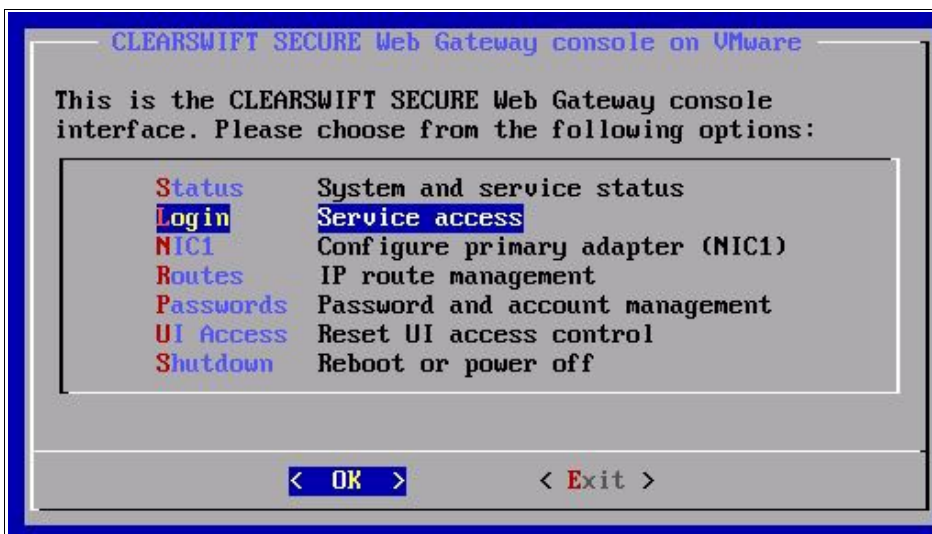 CLEARSWIFT SECURE Web Gateway console on VMware
This is the CLEARSWIFT SECURE Web Gateway console
interface. Please choose from the following options:
Status System and service status
Login Service access
NIC1 Configure primary adapter (NIC1)
Routes IP route management
Passwords Password and account management
UI Access Reset UI access control
Shutdown Reboot or power off
< OK > < Exit >